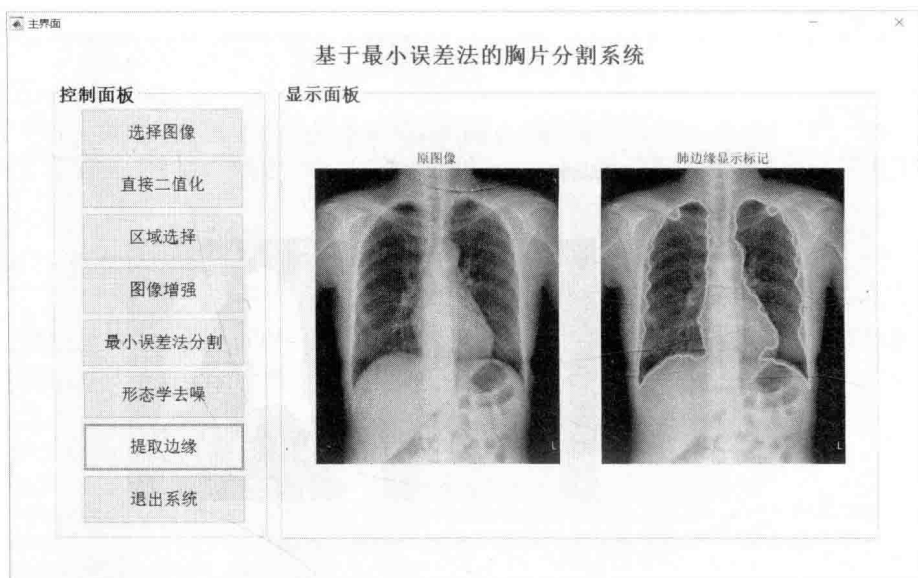 主界面
基于最小误差法的胸片分割系统
控制面板
显示面板
选择图像
直接二值化
区域选择
图像增强
最小误差法分割
形态学去噪
提取边缘
退出系统
原图像
肺边缘显示标记
L
L